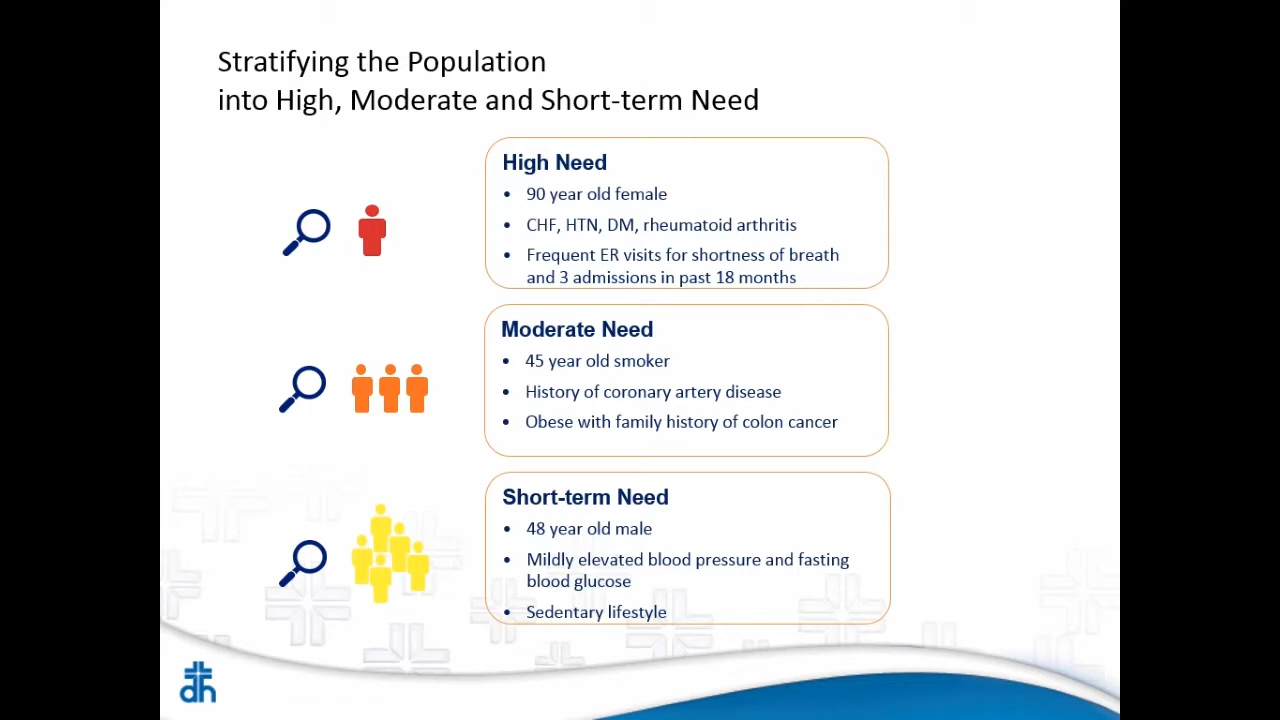 Stratifying the Population
into High, Moderate and Short-term Need
High Need
• 90 year old female
• CHF, HTN, DM, rheumatoid arthritis
• Frequent ER visits for shortness of breath
and 3 admissions in past 18 months
Moderate Need
• 45 year old smoker
• History of coronary artery disease
• Obese with family history of colon cancer
Short-term Need
• 48 year old male
• Mildly elevated blood pressure and fasting
blood glucose
• Sedentary lifestyle
dh